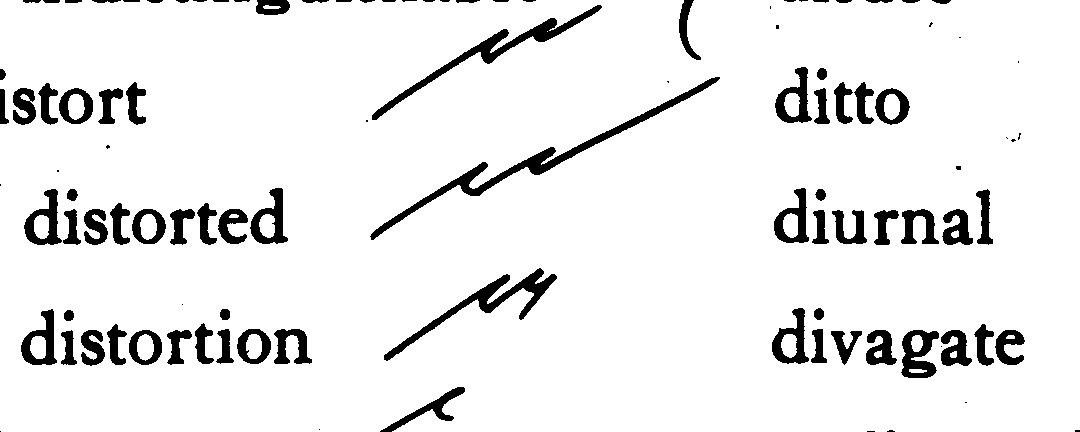 istort
ditto
distorted
diurnal
distortion
divagate